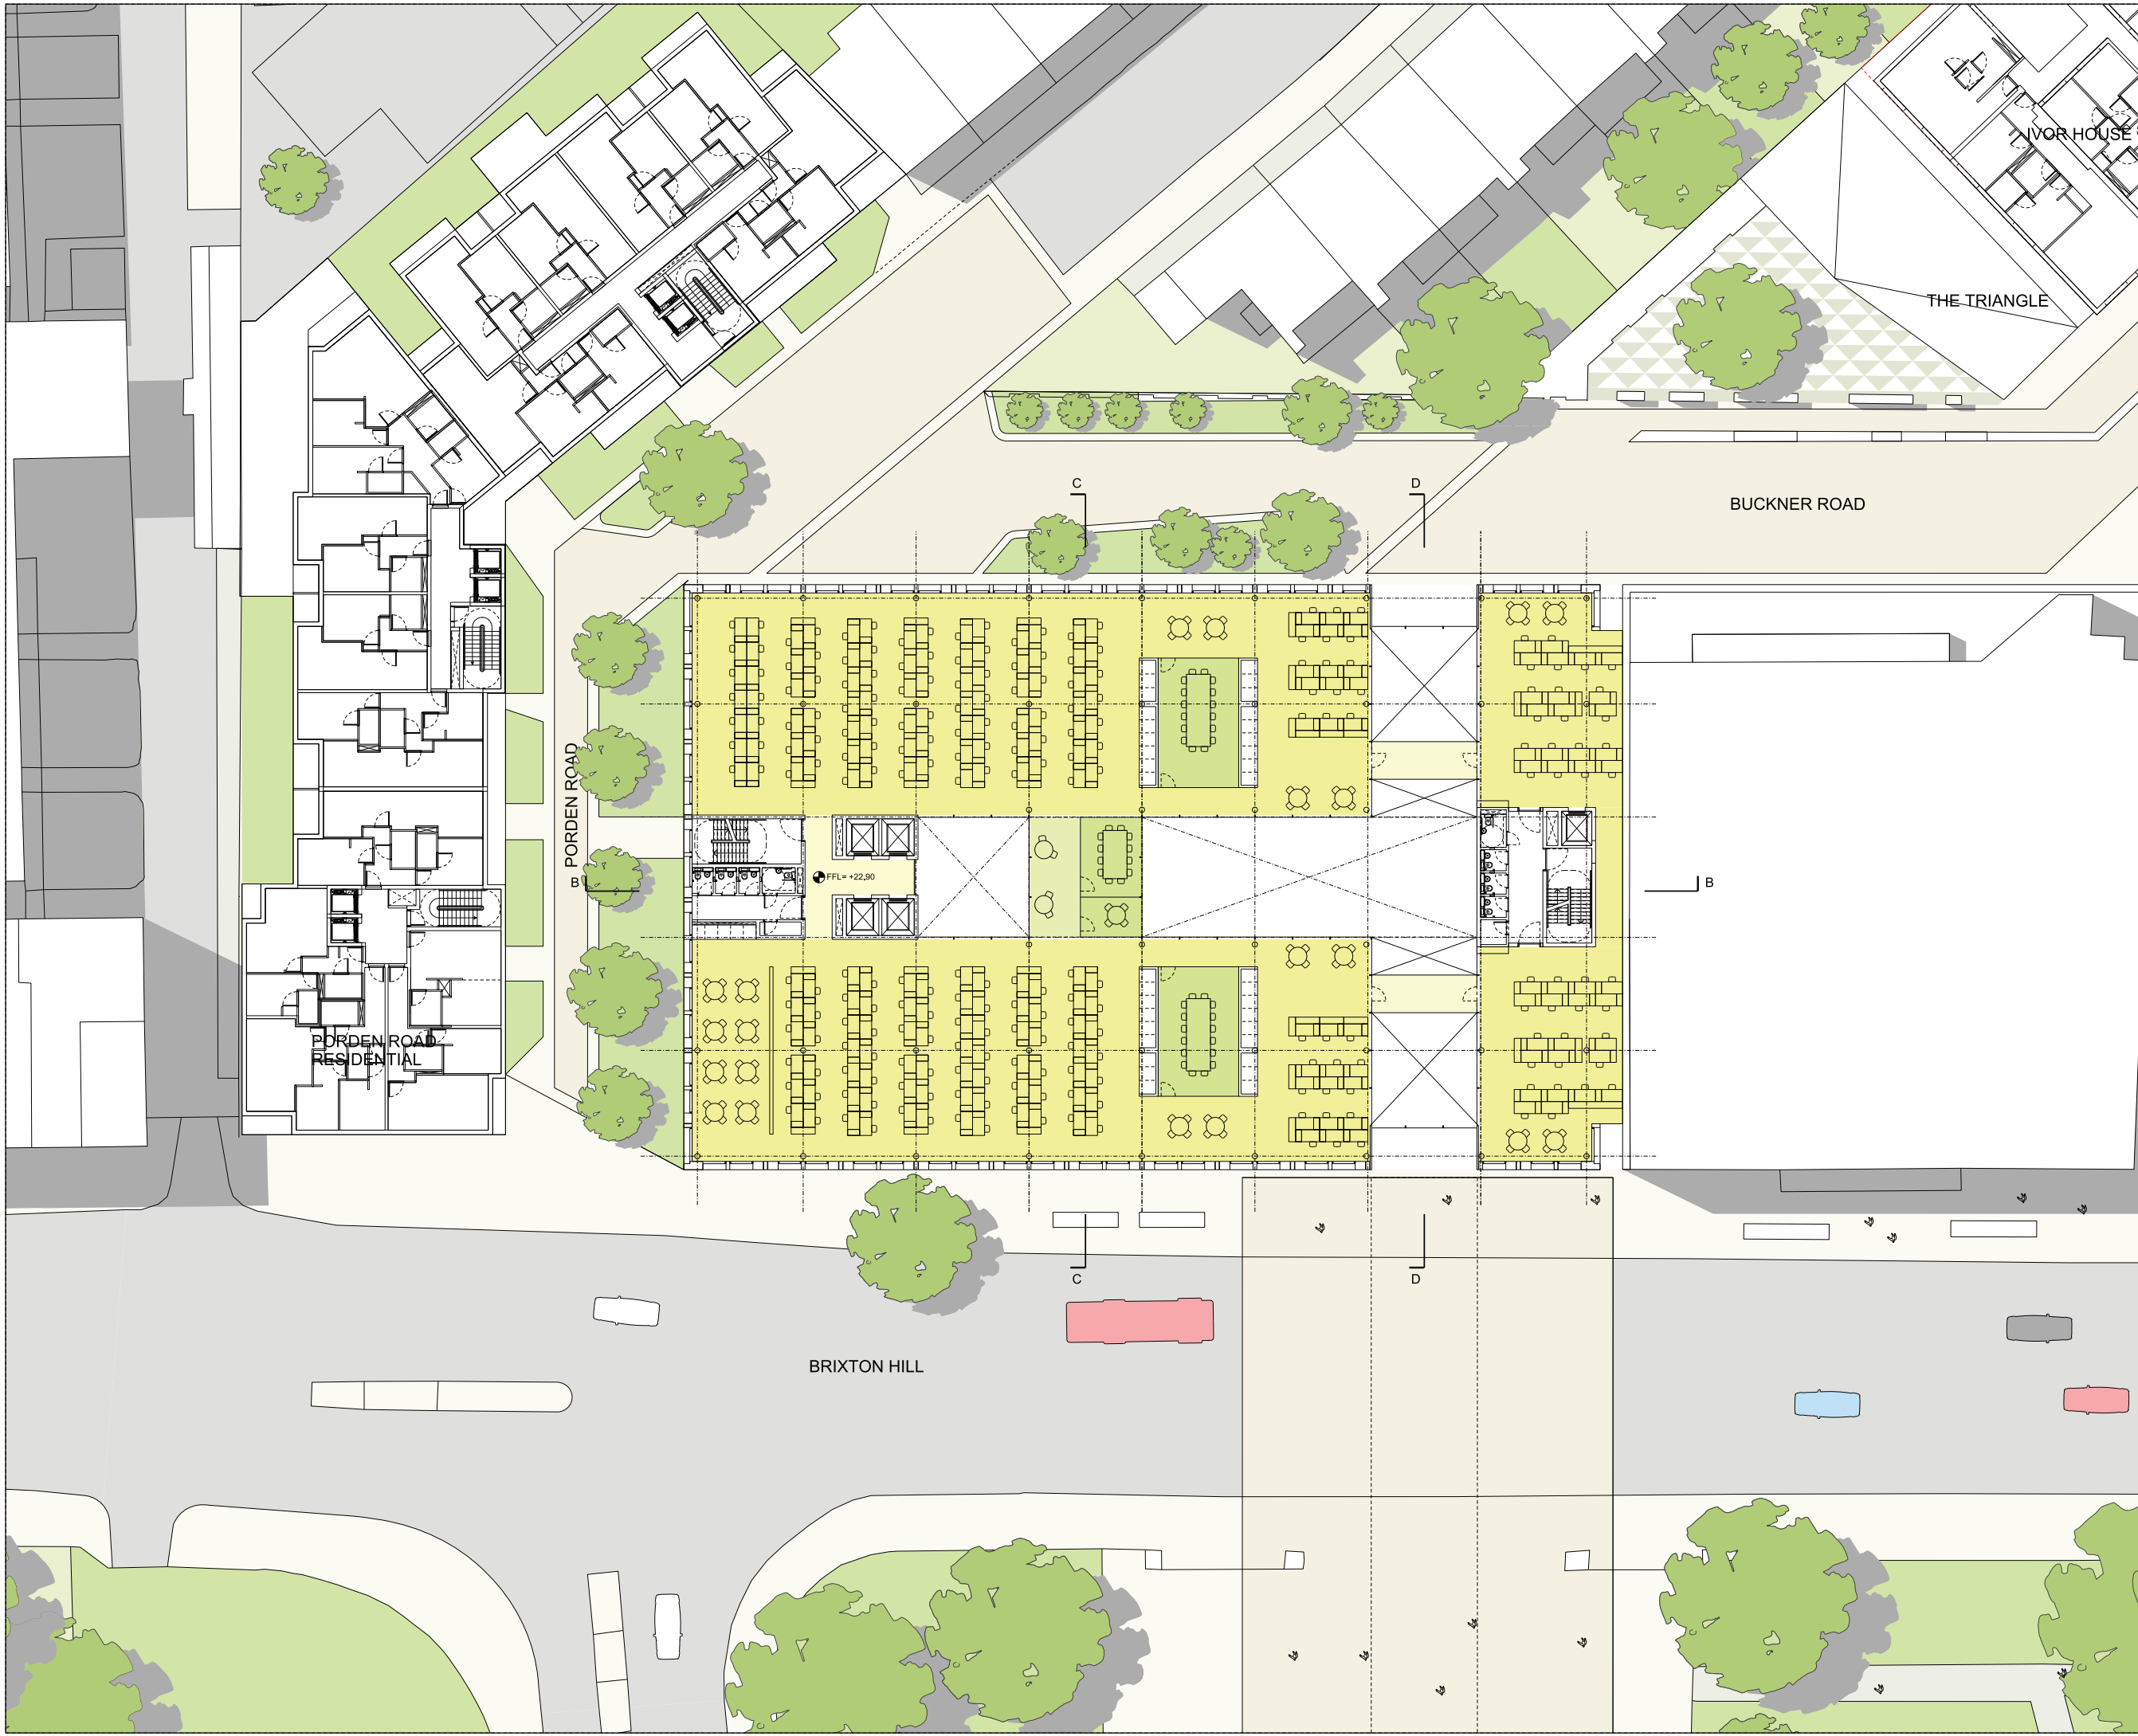 IVOR HOUSE
THE TRIANGLE
C
D
BUCKNER ROAD
PORDEN ROAD
B
FFL= +22,90
B
PORDEN ROAD
RESIDENTIAL
C
D
BRIXTON HILL